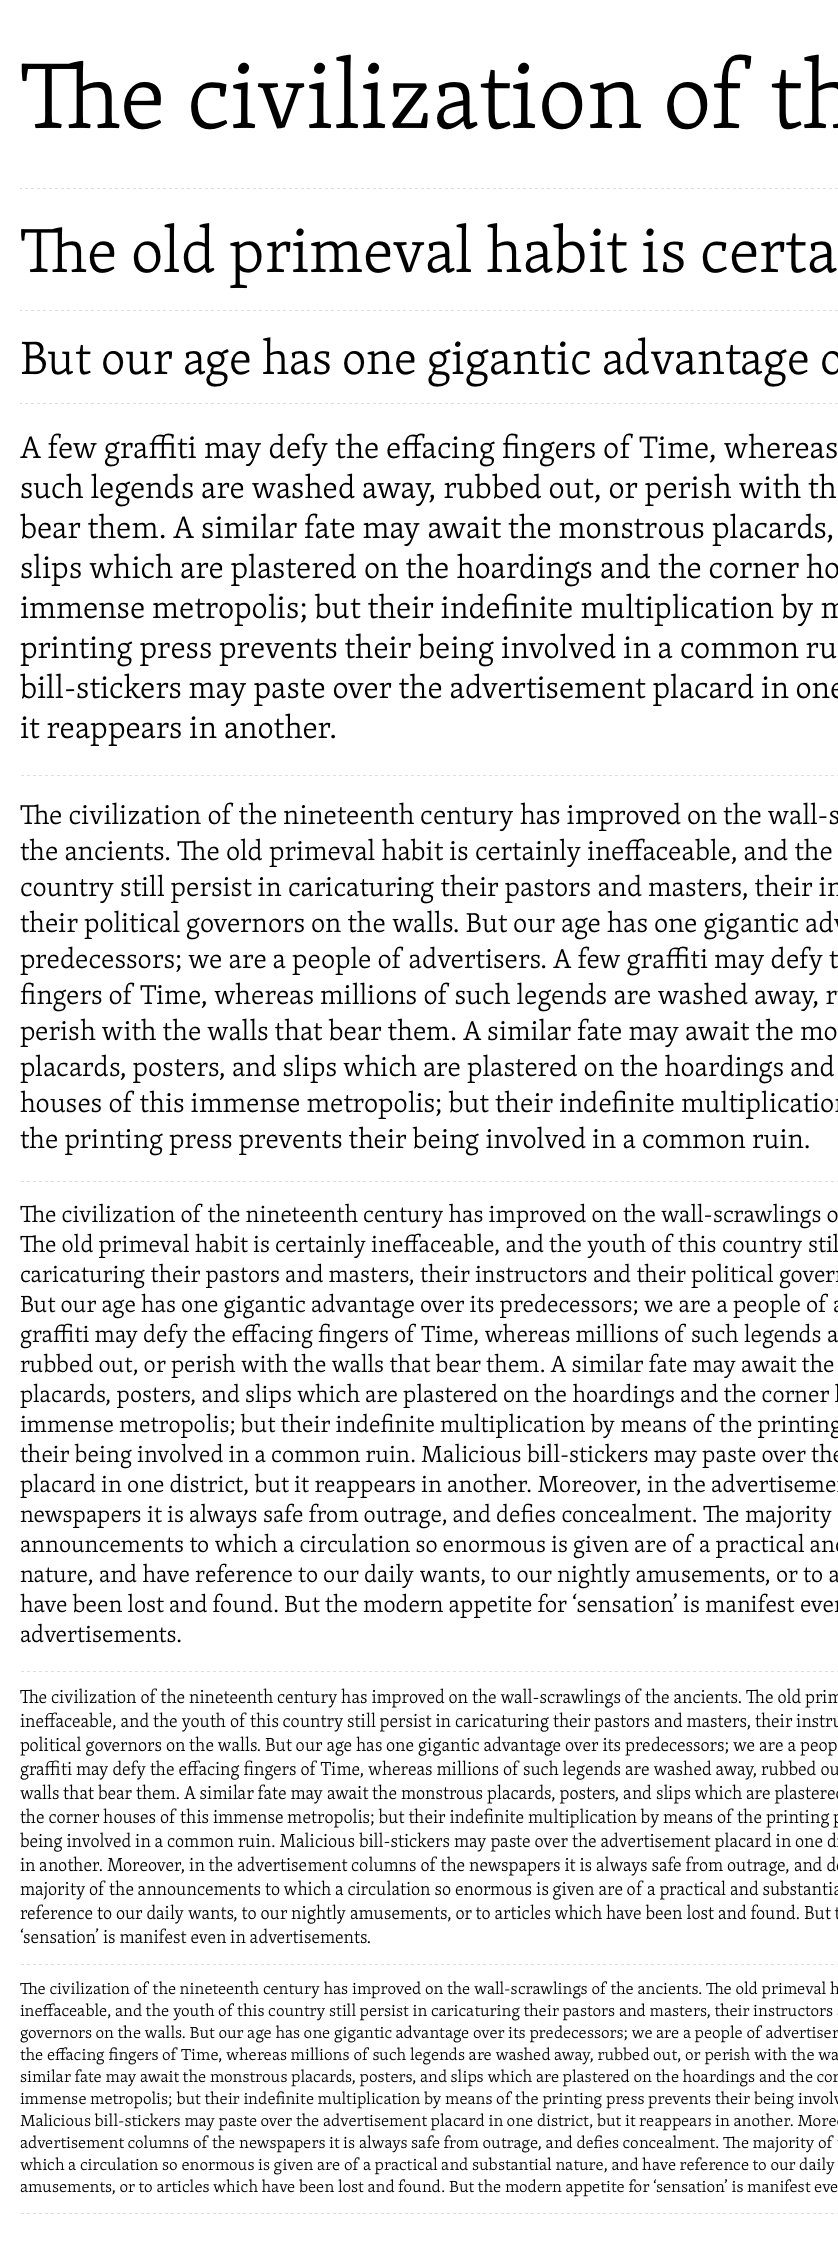 The civilization of th
The old primeval habit is certa
But our age has one gigantic advantage o
A few graffiti may defy the effacing fingers of Time, whereas
such legends are washed away, rubbed out, or perish with th
bear them. A similar fate may await the monstrous placards,
slips which are plastered on the hoardings and the corner ho
immense metropolis; but their indefinite multiplication by m
printing press prevents their being involved in a common ru
bill-stickers may paste over the advertisement placard in one
it reappears in another.
The civilization of the nineteenth century has improved on the wall-s
the ancients. The old primeval habit is certainly ineffaceable, and the
country still persist in caricaturing their pastors and masters, their in
their political governors on the walls. But our age has one gigantic adv
predecessors; we are a people of advertisers. A few graffiti may defy t
fingers of Time, whereas millions of such legends are washed away, r
perish with the walls that bear them. A similar fate may await the mo
placards, posters, and slips which are plastered on the hoardings and
houses of this immense metropolis; but their indefinite multiplication
the printing press prevents their being involved in a common ruin.
The civilization of the nineteenth century has improved on the wall-scrawlings o
The old primeval habit is certainly ineffaceable, and the youth of this country stil
caricaturing their pastors and masters, their instructors and their political govern
But our age has one gigantic advantage over its predecessors; we are a people of a
graffiti may defy the effacing fingers of Time, whereas millions of such legends a
rubbed out, or perish with the walls that bear them. A similar fate may await the
placards, posters, and slips which are plastered on the hoardings and the corner h
immense metropolis; but their indefinite multiplication by means of the printing
their being involved in a common ruin. Malicious bill-stickers may paste over the
placard in one district, but it reappears in another. Moreover, in the advertiseme
newspapers it is always safe from outrage, and defies concealment. The majority
announcements to which a circulation so enormous is given are of a practical and
nature, and have reference to our daily wants, to our nightly amusements, or to a
have been lost and found. But the modern appetite for ‘sensation’ is manifest even
advertisements.
The civilization of the nineteenth century has improved on the wall-scrawlings of the ancients. The old prim
ineffaceable, and the youth of this country still persist in caricaturing their pastors and masters, their instru
political governors on the walls. But our age has one gigantic advantage over its predecessors; we are a peop
graffiti may defy the effacing fingers of Time, whereas millions of such legends are washed away, rubbed ou
walls that bear them. A similar fate may await the monstrous placards, posters, and slips which are plastered
the corner houses of this immense metropolis; but their indefinite multiplication by means of the printing p
being involved in a common ruin. Malicious bill-stickers may paste over the advertisement placard in one di
in another. Moreover, in the advertisement columns of the newspapers it is always safe from outrage, and de
majority of the announcements to which a circulation so enormous is given are of a practical and substantia
reference to our daily wants, to our nightly amusements, or to articles which have been lost and found. But t
‘sensation’ is manifest even in advertisements.
The civilization of the nineteenth century has improved on the wall-scrawlings of the ancients. The old primeval h
ineffaceable, and the youth of this country still persist in caricaturing their pastors and masters, their instructors
governors on the walls. But our age has one gigantic advantage over its predecessors; we are a people of advertiser
the effacing fingers of Time, whereas millions of such legends are washed away, rubbed out, or perish with the wa
similar fate may await the monstrous placards, posters, and slips which are plastered on the hoardings and the cor
immense metropolis; but their indefinite multiplication by means of the printing press prevents their being involv
Malicious bill-stickers may paste over the advertisement placard in one district, but it reappears in another. More
advertisement columns of the newspapers it is always safe from outrage, and defies concealment. The majority of
which a circulation so enormous is given are of a practical and substantial nature, and have reference to our daily
amusements, or to articles which have been lost and found. But the modern appetite for ‘sensation’ is manifest eve